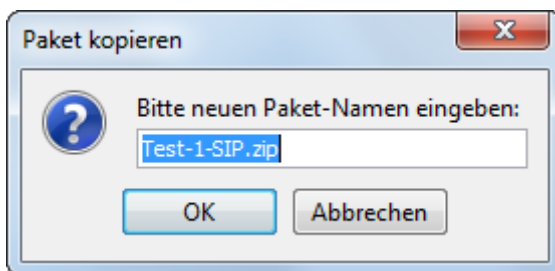 Paket kopieren
Bitte neuen Paket-Namen eingeben:
Test-1-SIP.zip
OK Abbrechen